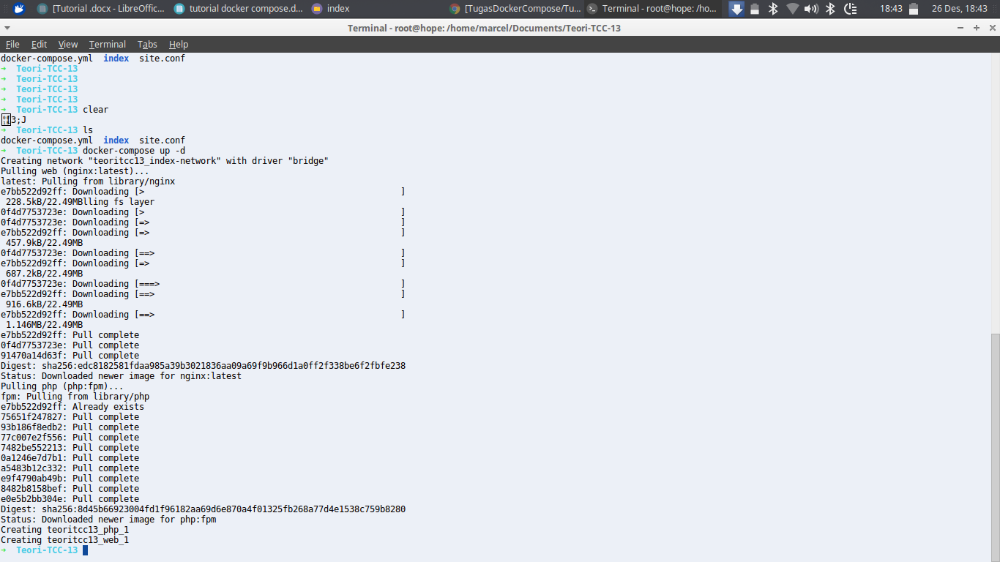 [Tutorial .docx - LibreOffic... tutorial docker compose.d... index [TugasDockerCompose/Tu... Terminal - root@hope: /ho... 18:43 26 Des, 18:43
Terminal - root@hope: /home/marcel/Documents/Teori-TCC-13
File Edit View Terminal Tabs Help
docker-compose.yml index site.conf
➜ Teori-TCC-13
➜ Teori-TCC-13
➜ Teori-TCC-13
➜ Teori-TCC-13
➜ Teori-TCC-13 clear
3;J
➜ Teori-TCC-13 ls
docker-compose.yml index site.conf
➜ Teori-TCC-13 docker-compose up -d
Creating network "teoritcc13_index-network" with driver "bridge"
Pulling web (nginx:latest)...
latest: Pulling from library/nginx
e7bb522d92ff: Downloading [> ]
228.5kB/22.49MBlling fs layer
0f4d7753723e: Downloading [> ]
0f4d7753723e: Downloading [=> ]
e7bb522d92ff: Downloading [=> ]
457.9kB/22.49MB
0f4d7753723e: Downloading [==> ]
e7bb522d92ff: Downloading [=> ]
687.2kB/22.49MB
0f4d7753723e: Downloading [===> ]
e7bb522d92ff: Downloading [==> ]
916.6kB/22.49MB
e7bb522d92ff: Downloading [==> ]
1.146MB/22.49MB
e7bb522d92ff: Pull complete
0f4d7753723e: Pull complete
91470a14d63f: Pull complete
Digest: sha256:edc8182581fdaa985a39b3021836aa09a69f9b966d1a0ff2f338be6f2fbfe238
Status: Downloaded newer image for nginx:latest
Pulling php (php:fpm)...
fpm: Pulling from library/php
e7bb522d92ff: Already exists
75651f247827: Pull complete
93b186f8edb2: Pull complete
77c007e2f556: Pull complete
7482be552213: Pull complete
0a1246e7d7b1: Pull complete
a5483b12c332: Pull complete
e9f4790ab49b: Pull complete
8482b8158bef: Pull complete
e0e5b2bb304e: Pull complete
Digest: sha256:8d45b66923004fd1f96182aa69d6e870a4f01325fb268a77d4e1538c759b8280
Status: Downloaded newer image for php:fpm
Creating teoritcc13_php_1
Creating teoritcc13_web_1
➜ Teori-TCC-13